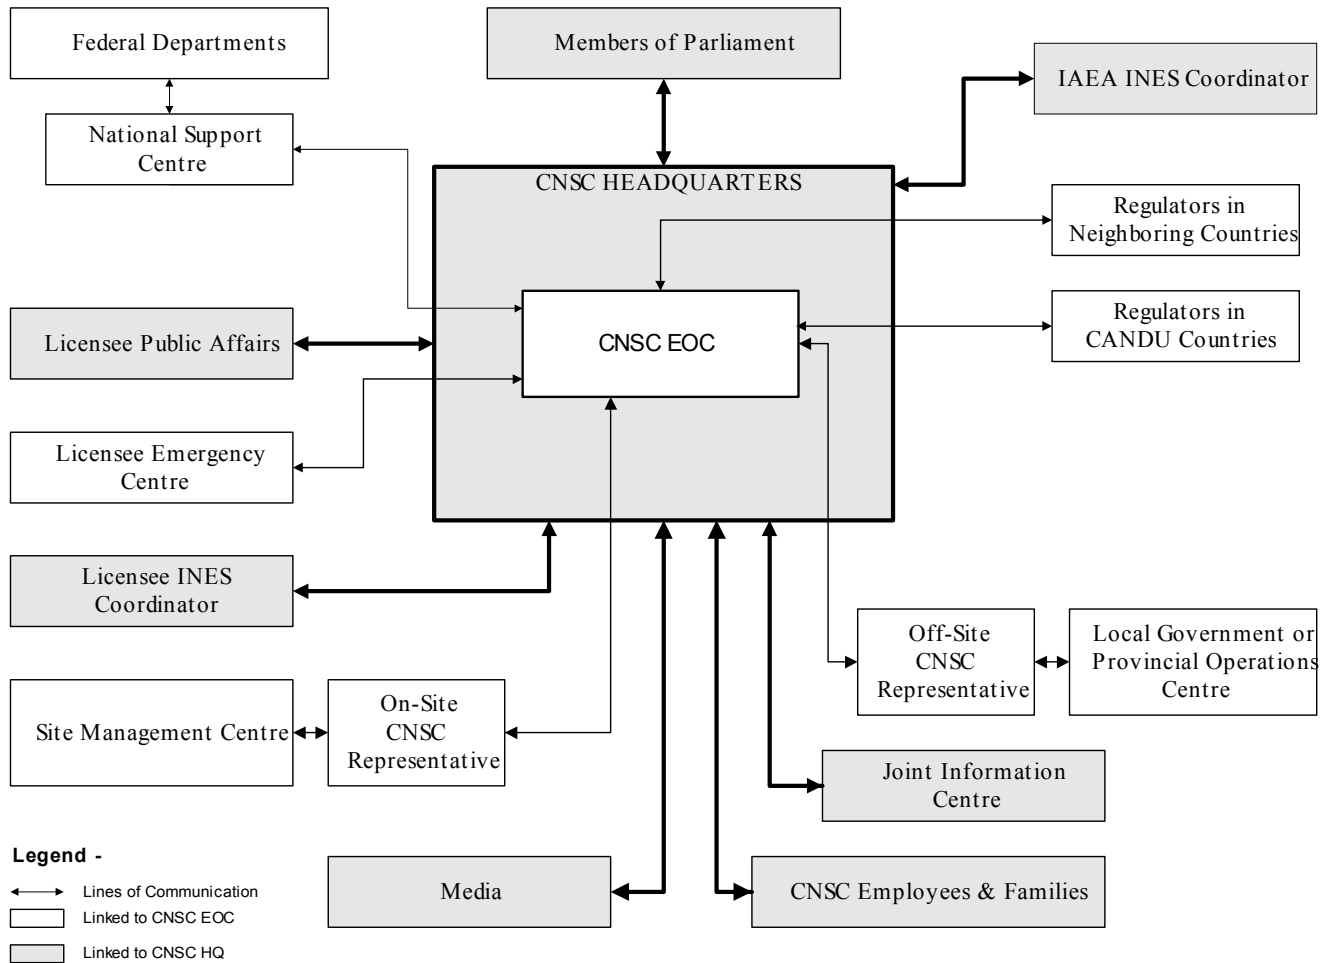 Federal Departments
Members of Parliament
IAEA INES Coordinator
National Support
Centre
CNSC HEADQUARTERS
Regulators in
Neighboring Countries
Regulators in
CANDU Countries
CNSC EOC
Licensee Public Affairs
Licensee Emergency
Centre
Licensee INES
Coordinator
Off-Site
CNSC
Representative
Local Government or
Provincial Operations
Centre
Site Management Centre
On-Site
CNSC
Representative
Joint Information
Centre
Media
CNSC Employees & Families
Legend -
Lines of Communication
Linked to CNSC EOC
Linked to CNSC HQ